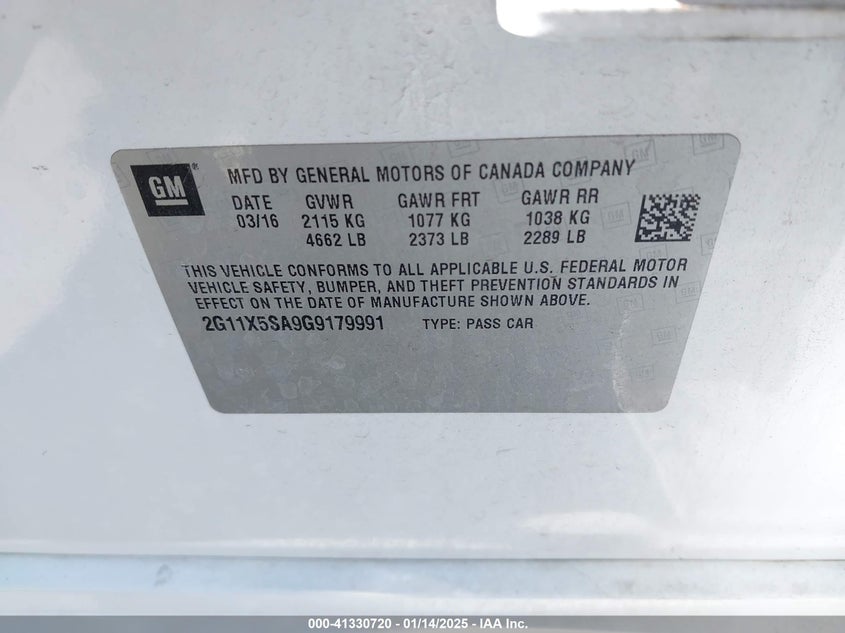 GM® MFD BY GENERAL MOTORS OF CANADA COMPANY
DATE GVWR GAWR FRT GAWR RR
03/16 2115 KG 1077 KG 1038 KG
4662 LB 2373 LB 2289 LB
THIS VEHICLE CONFORMS TO ALL APPLICABLE U.S. FEDERAL MOTOR
VEHICLE SAFETY, BUMPER, AND THEFT PREVENTION STANDARDS IN
EFFECT ON THE DATE OF MANUFACTURE SHOWN ABOVE.
2G11X5SA9G9179991 TYPE: PASS CAR
000-41330720 - 01/14/2025 - IAA Inc.